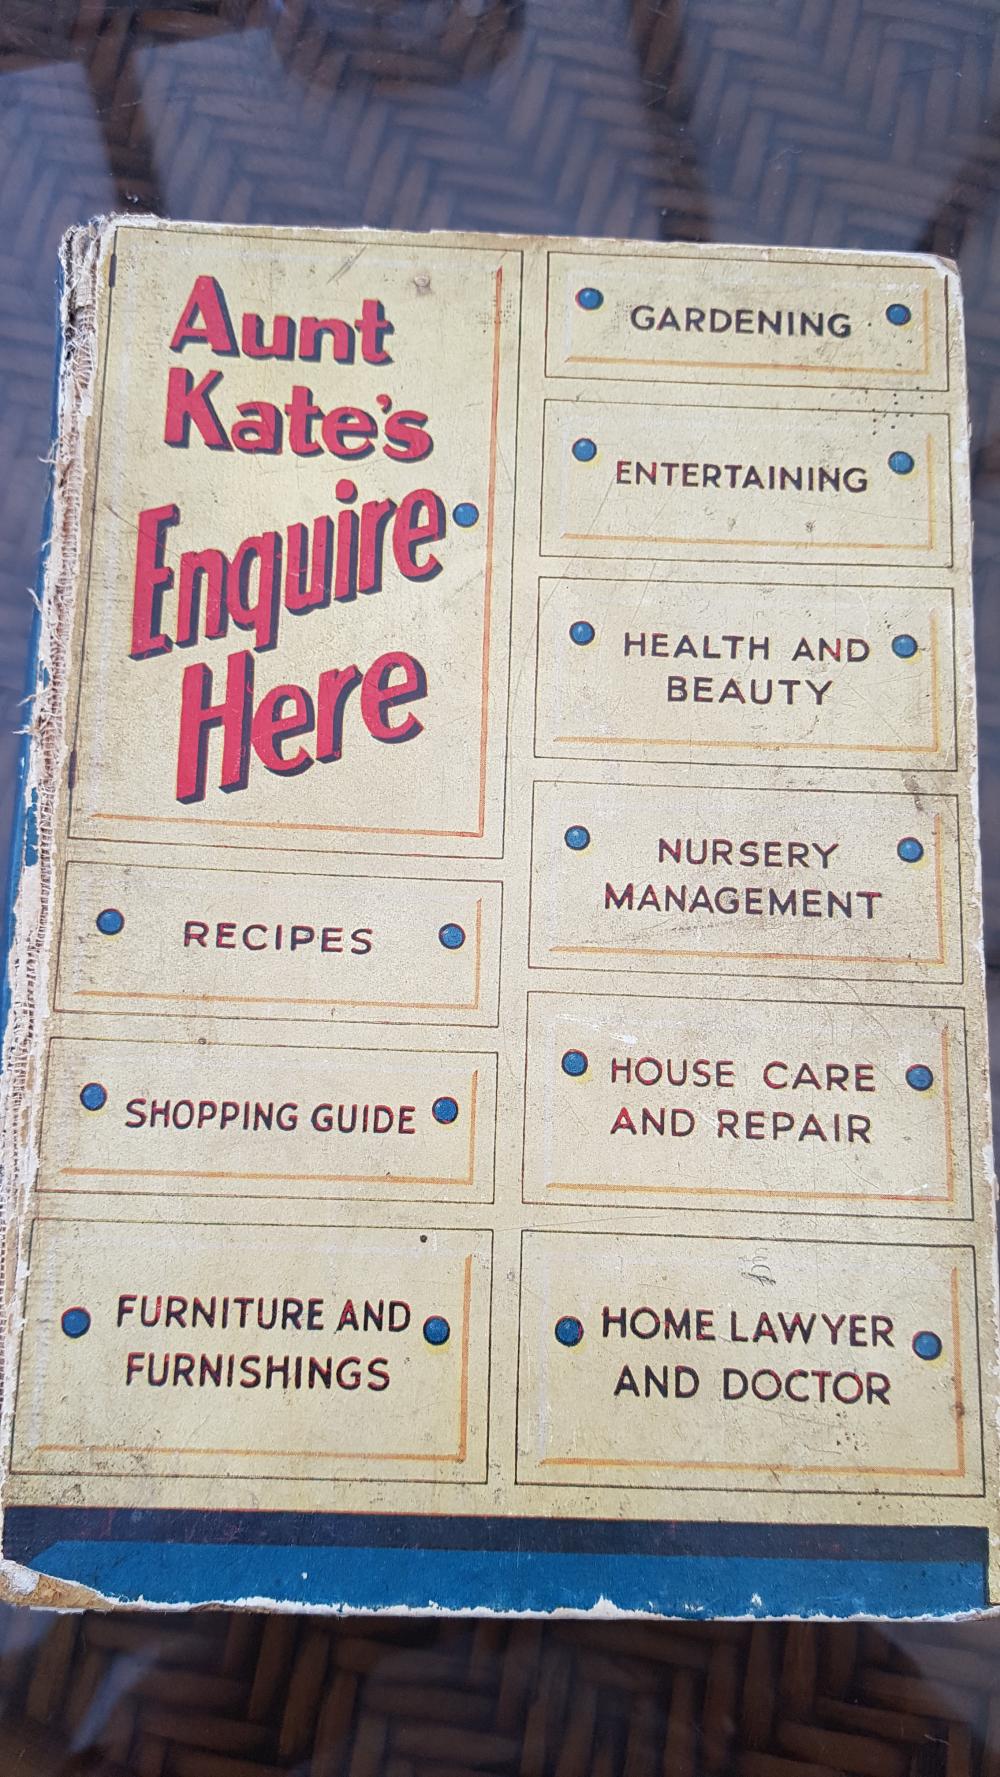 Aunt
Kate's
Enquire
Here
RECIPES
SHOPPING GUIDE
FURNITURE AND
FURNISHINGS
GARDENING
ENTERTAINING
HEALTH AND
BEAUTY
NURSERY
MANAGEMENT
HOUSE CARE
AND REPAIR
HOME LAWYER
AND DOCTOR